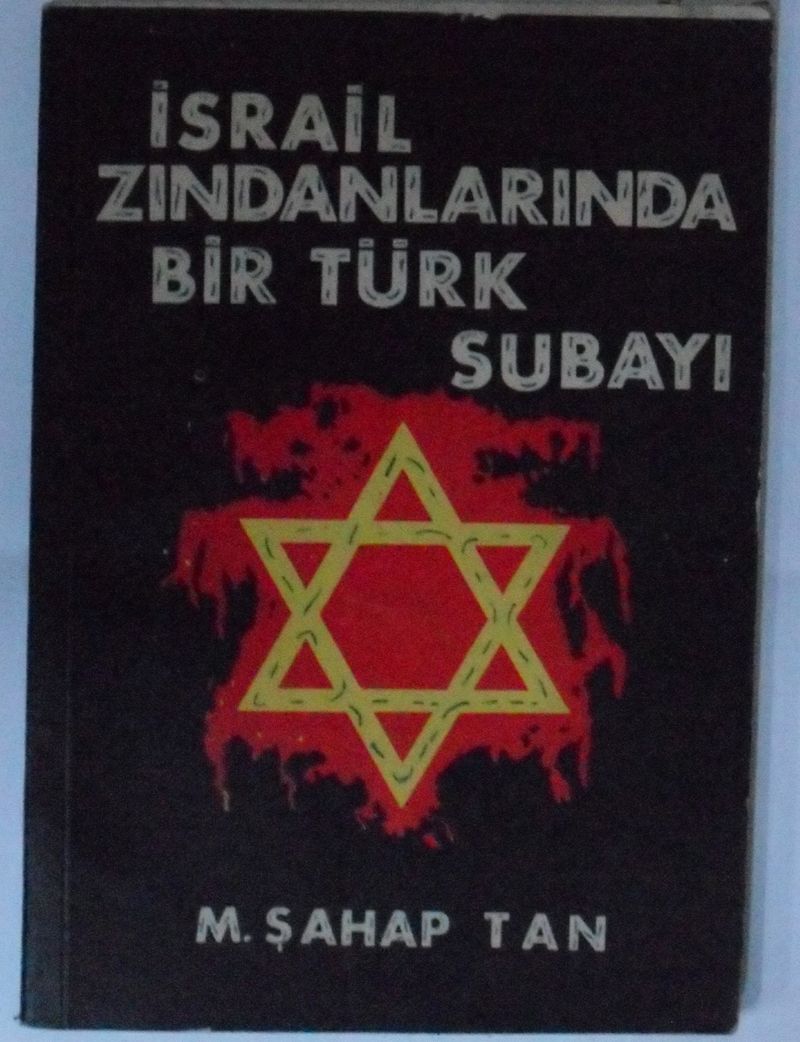 İSRAİL
ZINDANLARINDA
BİR TÜRK
SUBAYI
M. ŞAHAP TAN